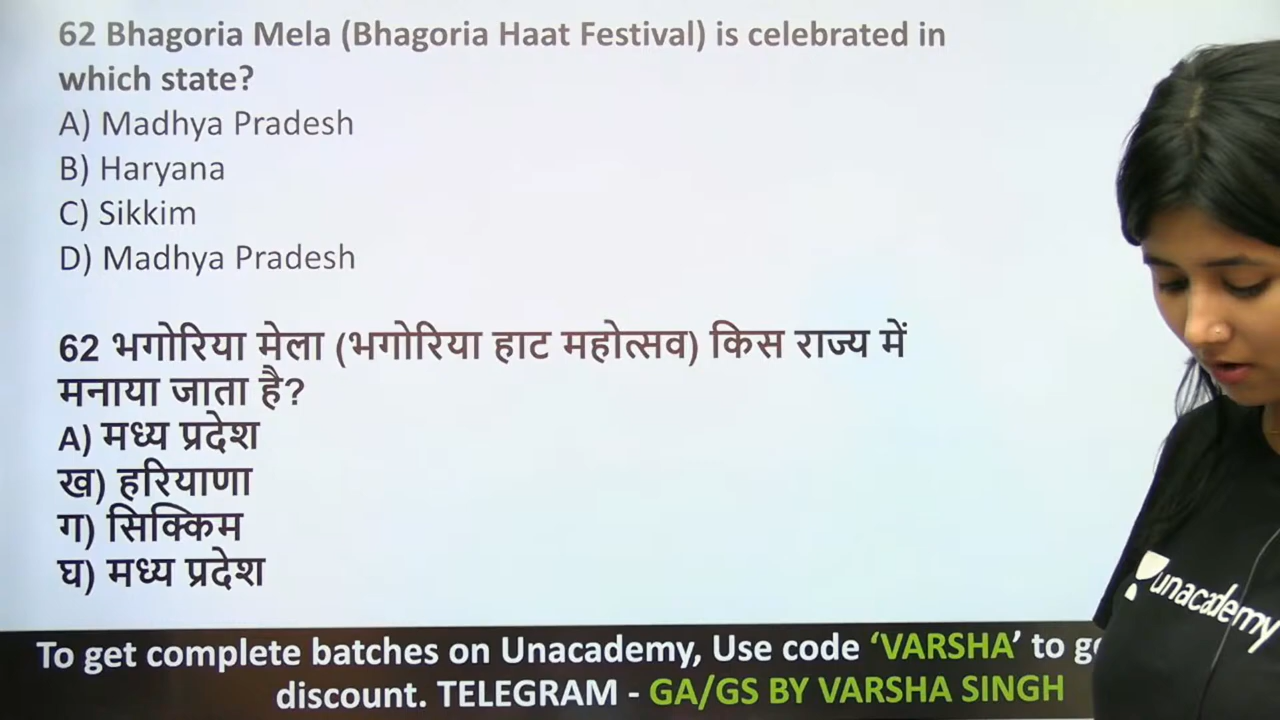 62 Bhagoria Mela (Bhagoria Haat Festival) is celebrated in
which state?
A) Madhya Pradesh
B) Haryana
C) Sikkim
D) Madhya Pradesh
62 भगोरिया मेला (भगोरिया हाट महोत्सव) किस राज्य में
मनाया जाता है?
A) मध्य प्रदेश
ख) हरियाणा
ग) सिक्किम
घ) मध्य प्रदेश
unacademy
To get complete batches on Unacademy, Use code ‘VARSHA’ to
discount. TELEGRAM - GA/GS BY VARSHA SINGH